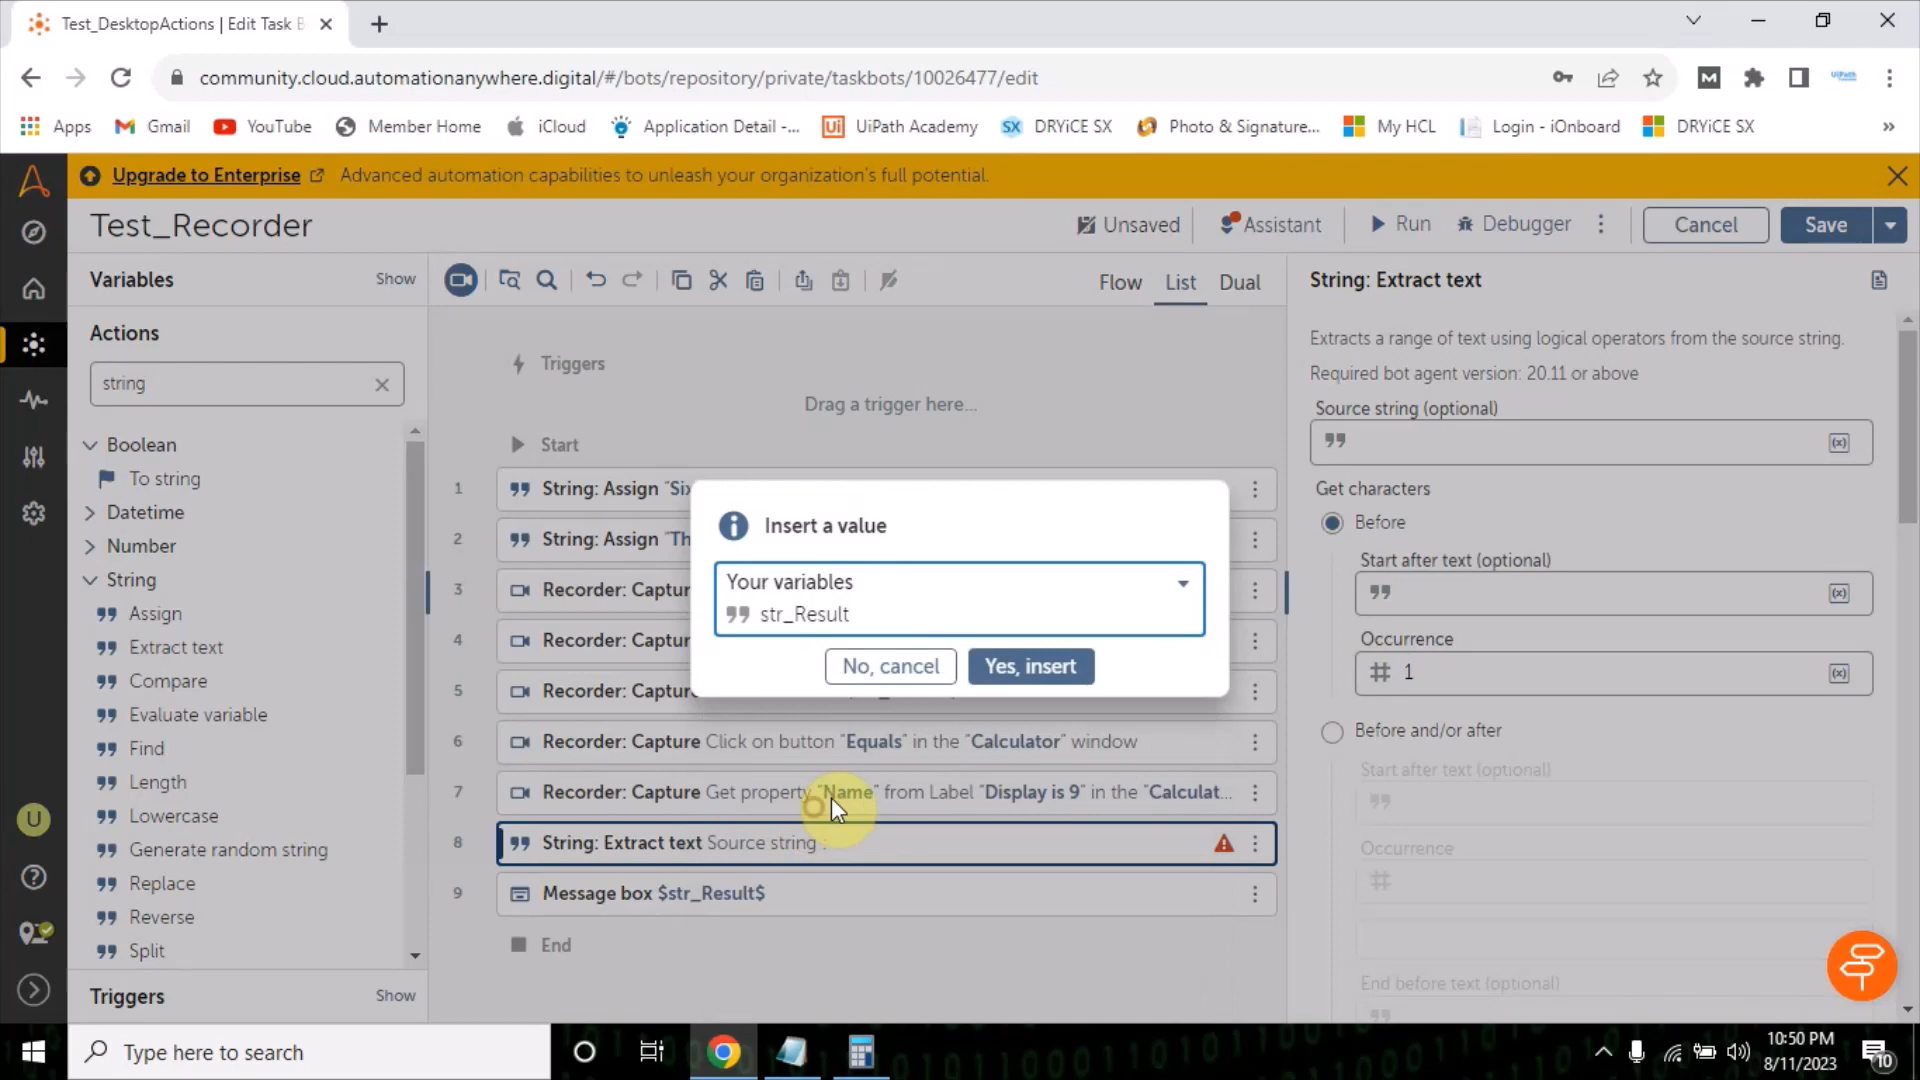 Test_DesktopActions | Edit Task B
community.cloud.automationanywhere.digital/#/bots/repository/private/taskbots/10026477/edit
Apps
Gmail
YouTube
Member Home
iCloud
Application Detail -...
UiPath Academy
SX DRYiCE SX
Photo & Signature...
My HCL
Login - iOnboard
DRYiCE SX
»
Upgrade to Enterprise Advanced automation capabilities to unleash your organization's full potential.
Test_Recorder
Unsaved
Assistant
Run
Debugger
Cancel
Save
Variables
Show
Flow
List
Dual
String: Extract text
Actions
string
Boolean
To string
Datetime
Number
String
Assign
Extract text
Compare
Evaluate variable
Find
Length
Lowercase
Generate random string
Replace
Reverse
Split
Triggers
Show
Triggers
Drag a trigger here...
Start
1 String: Assign "Six
2 String: Assign "Th
3 Recorder: Captur
4 Recorder: Captur
5 Recorder: Captur
6 Recorder: Capture Click on button "Equals" in the "Calculator" window
7 Recorder: Capture Get property "Name" from Label "Display is 9" in the "Calculat...
8 String: Extract text Source string :
9 Message box $str_Result$
End
Insert a value
Your variables
str_Result
No, cancel
Yes, insert
Extracts a range of text using logical operators from the source string.
Required bot agent version: 20.11 or above
Source string (optional)
(x)
Get characters
Before
Start after text (optional)
(x)
Occurrence
1
(x)
Before and/or after
Start after text (optional)
Occurrence
End before text (optional)
U
Type here to search
10:50 PM
8/11/2023
10